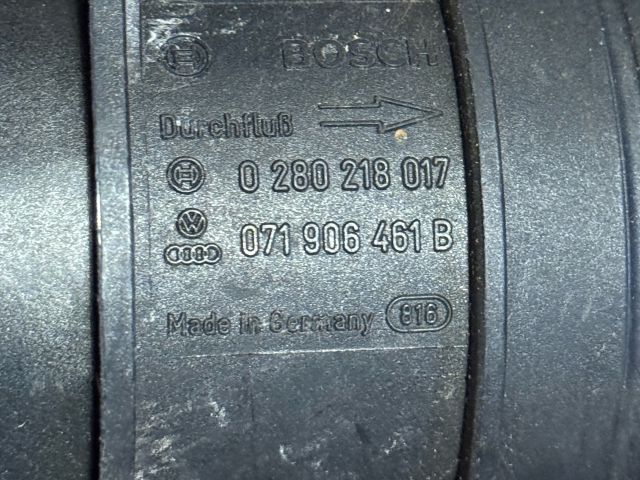 BOSCH
Durchfluß
0 280 218 017
071 906 461 B
Made in Germany 816